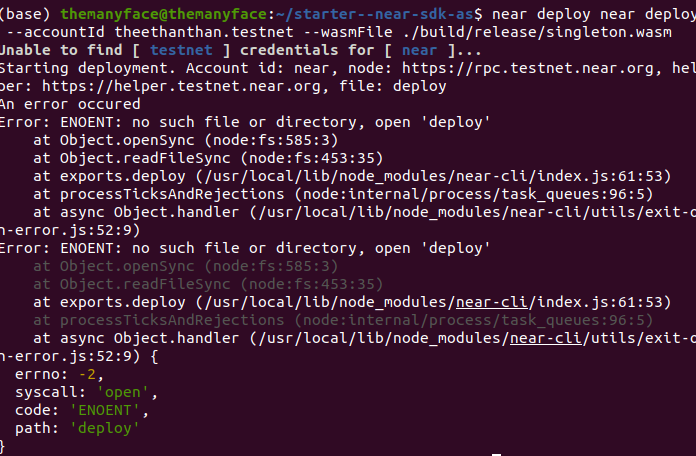 (base) themanyface@themanyface:~/starter--near-sdk-as$ near deploy near deploy
--accountId theethanthan.testnet --wasmFile ./build/release/singleton.wasm
Unable to find [ testnet ] credentials for [ near ]...
Starting deployment. Account id: near, node: https://rpc.testnet.near.org, hel
per: https://helper.testnet.near.org, file: deploy
An error occured
Error: ENOENT: no such file or directory, open 'deploy'
    at Object.openSync (node:fs:585:3)
    at Object.readFileSync (node:fs:453:35)
    at exports.deploy (/usr/local/lib/node_modules/near-cli/index.js:61:53)
    at processTicksAndRejections (node:internal/process/task_queues:96:5)
    at async Object.handler (/usr/local/lib/node_modules/near-cli/utils/exit-o
n-error.js:52:9)
Error: ENOENT: no such file or directory, open 'deploy'
    at Object.openSync (node:fs:585:3)
    at Object.readFileSync (node:fs:453:35)
    at exports.deploy (/usr/local/lib/node_modules/near-cli/index.js:61:53)
    at processTicksAndRejections (node:internal/process/task_queues:96:5)
    at async Object.handler (/usr/local/lib/node_modules/near-cli/utils/exit-o
n-error.js:52:9) {
  errno: -2,
  syscall: 'open',
  code: 'ENOENT',
  path: 'deploy'
}